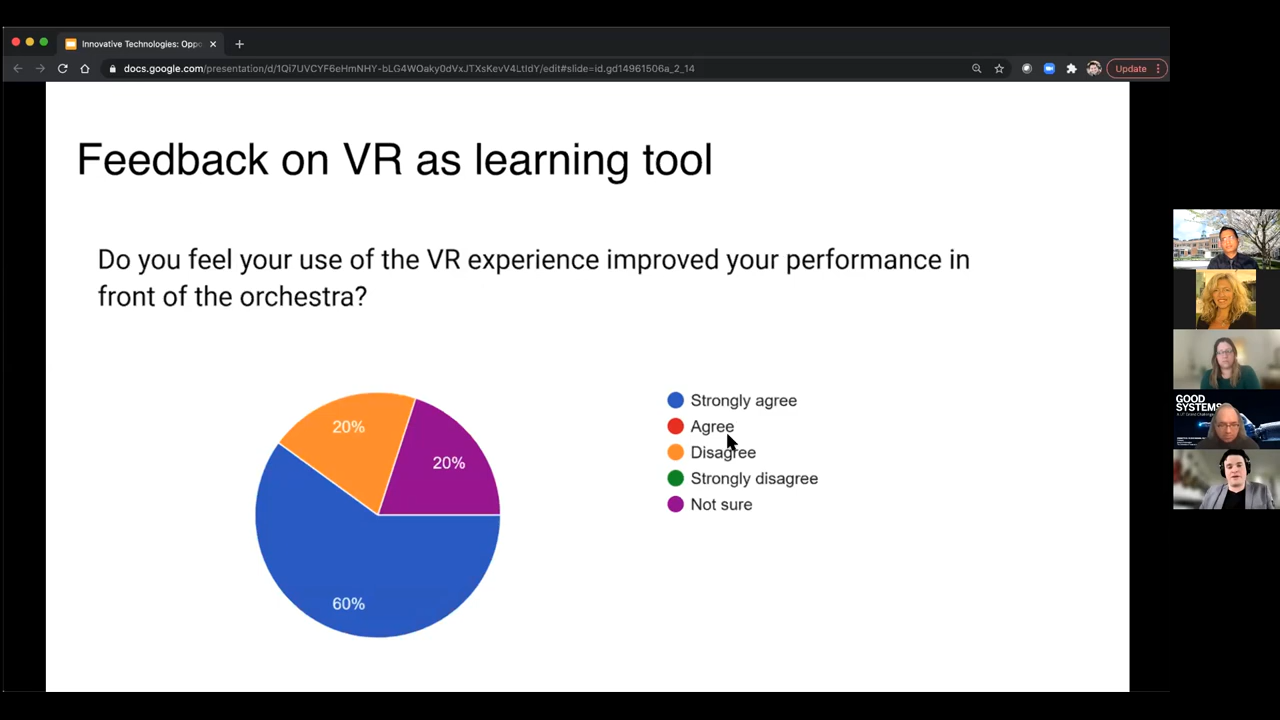 Innovative Technologies: Oppo
docs.google.com/presentation/d/1Qi7UVCYF6eHmNHY-bLG4WOaky0dVxJTXsKevV4LtIdY/edit#slide=id.gd14961506a_2_14
Update
Feedback on VR as learning tool
Do you feel your use of the VR experience improved your performance in
front of the orchestra?
20%
20%
60%
Strongly agree
Agree
Disagree
Strongly disagree
Not sure
GOOD
SYSTEMS